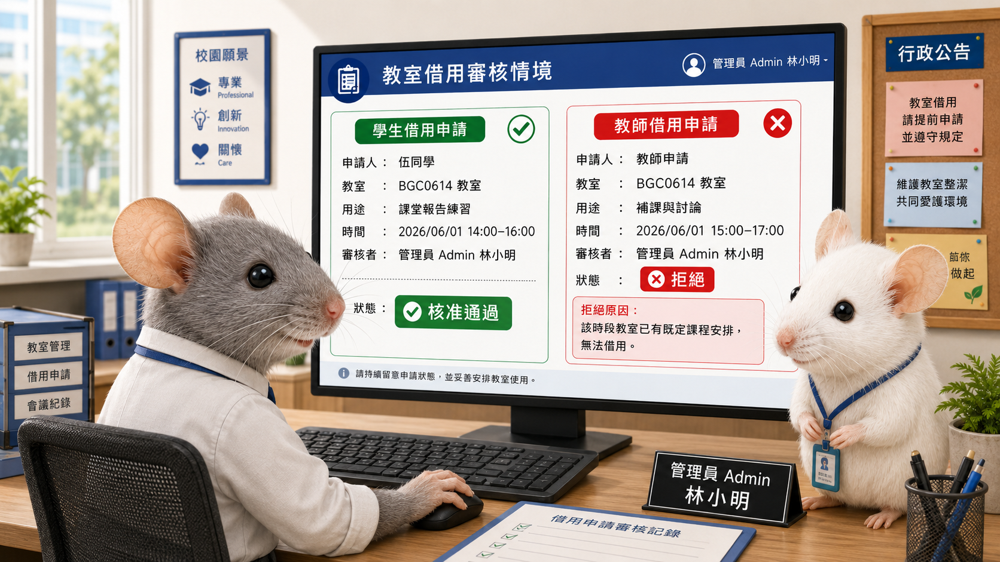 校園願景
專業
Professional
創新
Innovation
關懷
Care
教室借用審核情境
管理員 Admin 林小明
學生借用申請
申請人： 伍同學
教室 ： BGC0614 教室
用途 ： 課堂報告練習
時間 ： 2026/06/01 14:00–16:00
審核者： 管理員 Admin 林小明
狀態： 核准通過
教師借用申請
申請人： 教師申請
教室 ： BGC0614 教室
用途 ： 補課與討論
時間 ： 2026/06/01 15:00–17:00
審核者： 管理員 Admin 林小明
狀態 ： 拒絕
拒絕原因：
該時段教室已有既定課程安排，
無法借用。
請持續留意申請狀態，並妥善安排教室使用。
行政公告
教室借用
請提前申請
並遵守規定
維護教室整潔
共同愛護環境
做起
教室管理
借用申請
會議紀錄
管理員 Admin
林小明
借用申請審核記錄